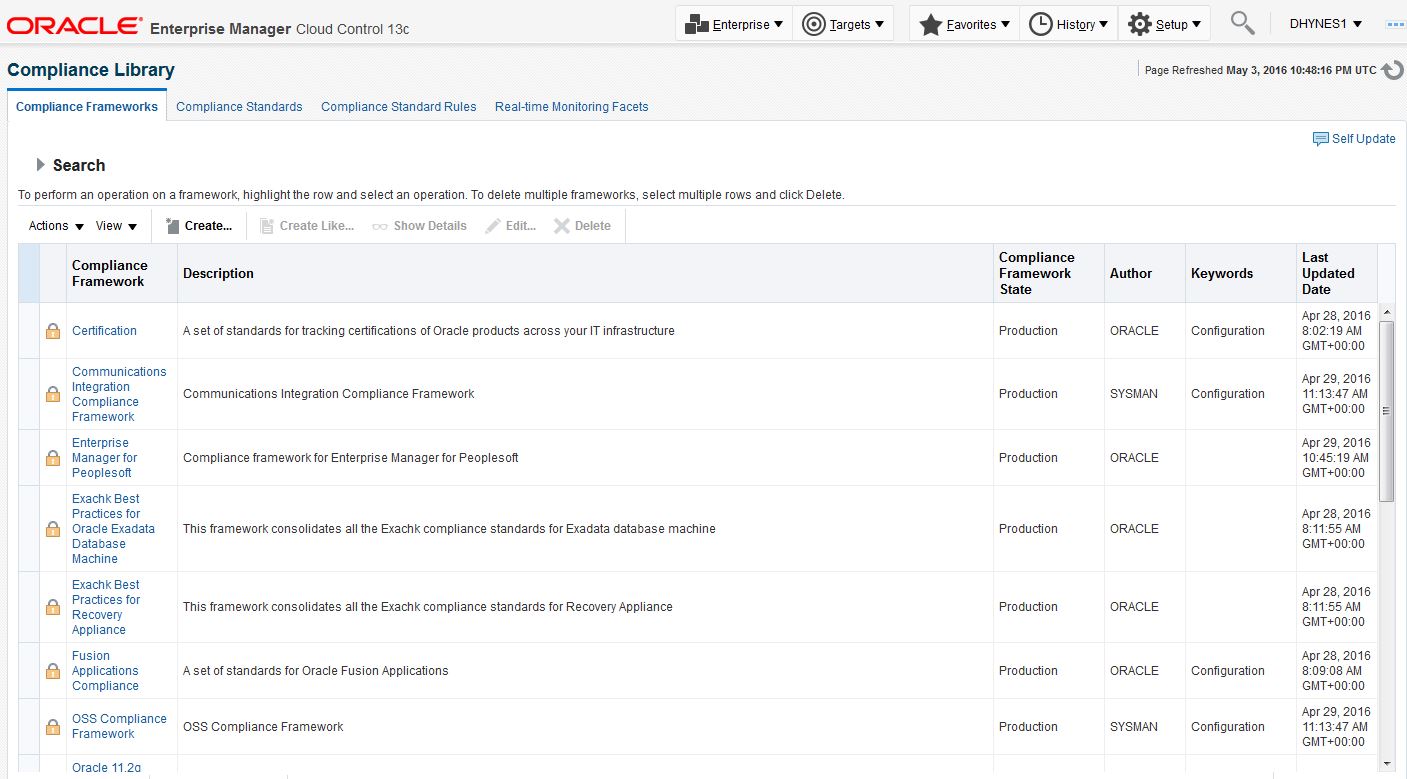 ORACLE Enterprise Manager Cloud Control 13c Enterprise Targets Favorites History Setup DHYNES1
Compliance Library Page Refreshed May 3, 2016 10:48:16 PM UTC
Compliance Frameworks Compliance Standards Compliance Standard Rules Real-time Monitoring Facets
Self Update
Search
To perform an operation on a framework, highlight the row and select an operation. To delete multiple frameworks, select multiple rows and click Delete.
Actions View Create... Create Like... Show Details Edit... Delete
Compliance
Framework
Description
Compliance
Framework
State
Author
Keywords
Last
Updated
Date
Certification
A set of standards for tracking certifications of Oracle products across your IT infrastructure
Production
ORACLE
Configuration
Apr 28, 2016
8:02:19 AM
GMT+00:00
Communications
Integration
Compliance
Framework
Communications Integration Compliance Framework
Production
SYSMAN
Configuration
Apr 29, 2016
11:13:47 AM
GMT+00:00
Enterprise
Manager for
Peoplesoft
Compliance framework for Enterprise Manager for Peoplesoft
Production
ORACLE
Apr 29, 2016
10:45:19 AM
GMT+00:00
Exachk Best
Practices for
Oracle Exadata
Database
Machine
This framework consolidates all the Exachk compliance standards for Exadata database machine
Production
ORACLE
Apr 28, 2016
8:11:55 AM
GMT+00:00
Exachk Best
Practices for
Recovery
Appliance
This framework consolidates all the Exachk compliance standards for Recovery Appliance
Production
ORACLE
Apr 28, 2016
8:11:55 AM
GMT+00:00
Fusion
Applications
Compliance
A set of standards for Oracle Fusion Applications
Production
ORACLE
Configuration
Apr 28, 2016
8:09:08 AM
GMT+00:00
OSS Compliance
Framework
OSS Compliance Framework
Production
SYSMAN
Configuration
Apr 29, 2016
11:13:47 AM
GMT+00:00
Oracle 11.2g